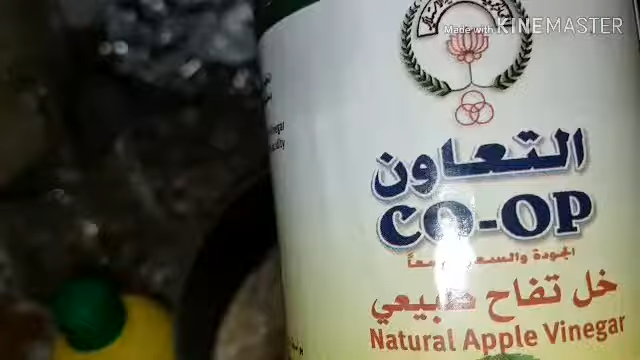 Made with KINEMASTER
التعاون
CO-OP
الجودة والسعر معاً
خل تفاح طبيعي
Natural Apple Vinegar